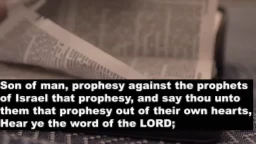 Son of man, prophesy against the prophets
of Israel that prophesy, and say thou unto
them that prophesy out of their own hearts,
Hear ye the word of the LORD;